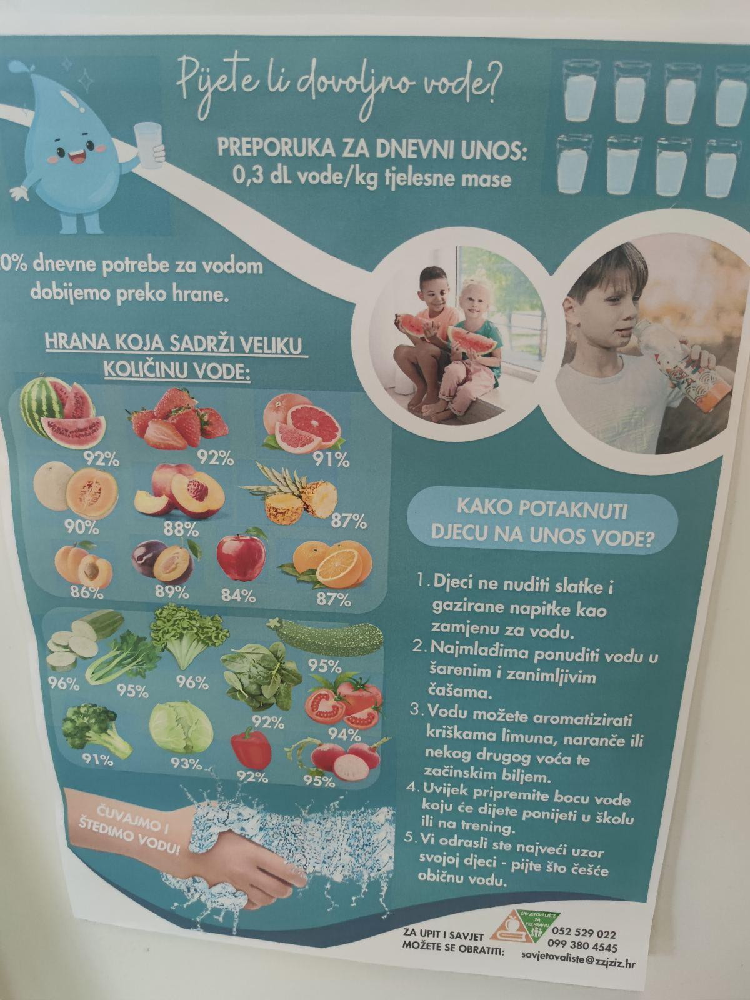 Pijete li dovoljno vode?
PREPORUKA ZA DNEVNI UNOS:
0,3 dL vode/kg tjelesne mase
0% dnevne potrebe za vodom
dobijemo preko hrane.
HRANA KOJA SADRŽI VELIKU
KOLIČINU VODE:
92%
92%
91%
90%
88%
87%
86%
89%
84%
87%
96%
95%
96%
92%
95%
94%
91%
93%
92%
95%
ČUVAJMO I
ŠTEDIMO VODU!
KAKO POTAKNUTI
DJECU NA UNOS VODE?
1. Djeci ne nuditi slatke i
gazirane napitke kao
zamjenu za vodu.
2. Najmlađima ponuditi vodu u
šarenim i zanimljivim
čašama.
3. Vodu možete aromatizirati
kriškama limuna, naranče ili
nekog drugog voća te
začinskim biljem.
4. Uvijek pripremite bocu vode
koju će dijete ponijeti u školu
ili na trening.
5. Vi odrasli ste najveći uzor
svojoj djeci - pijte što češće
običnu vodu.
ZA UPIT I SAVJET
MOŽETE SE OBRATITI:
SAVJETOVALIŠTE
ZA
PREHRANU
052 529 022
099 380 4545
savjetovaliste@zzjziz.hr